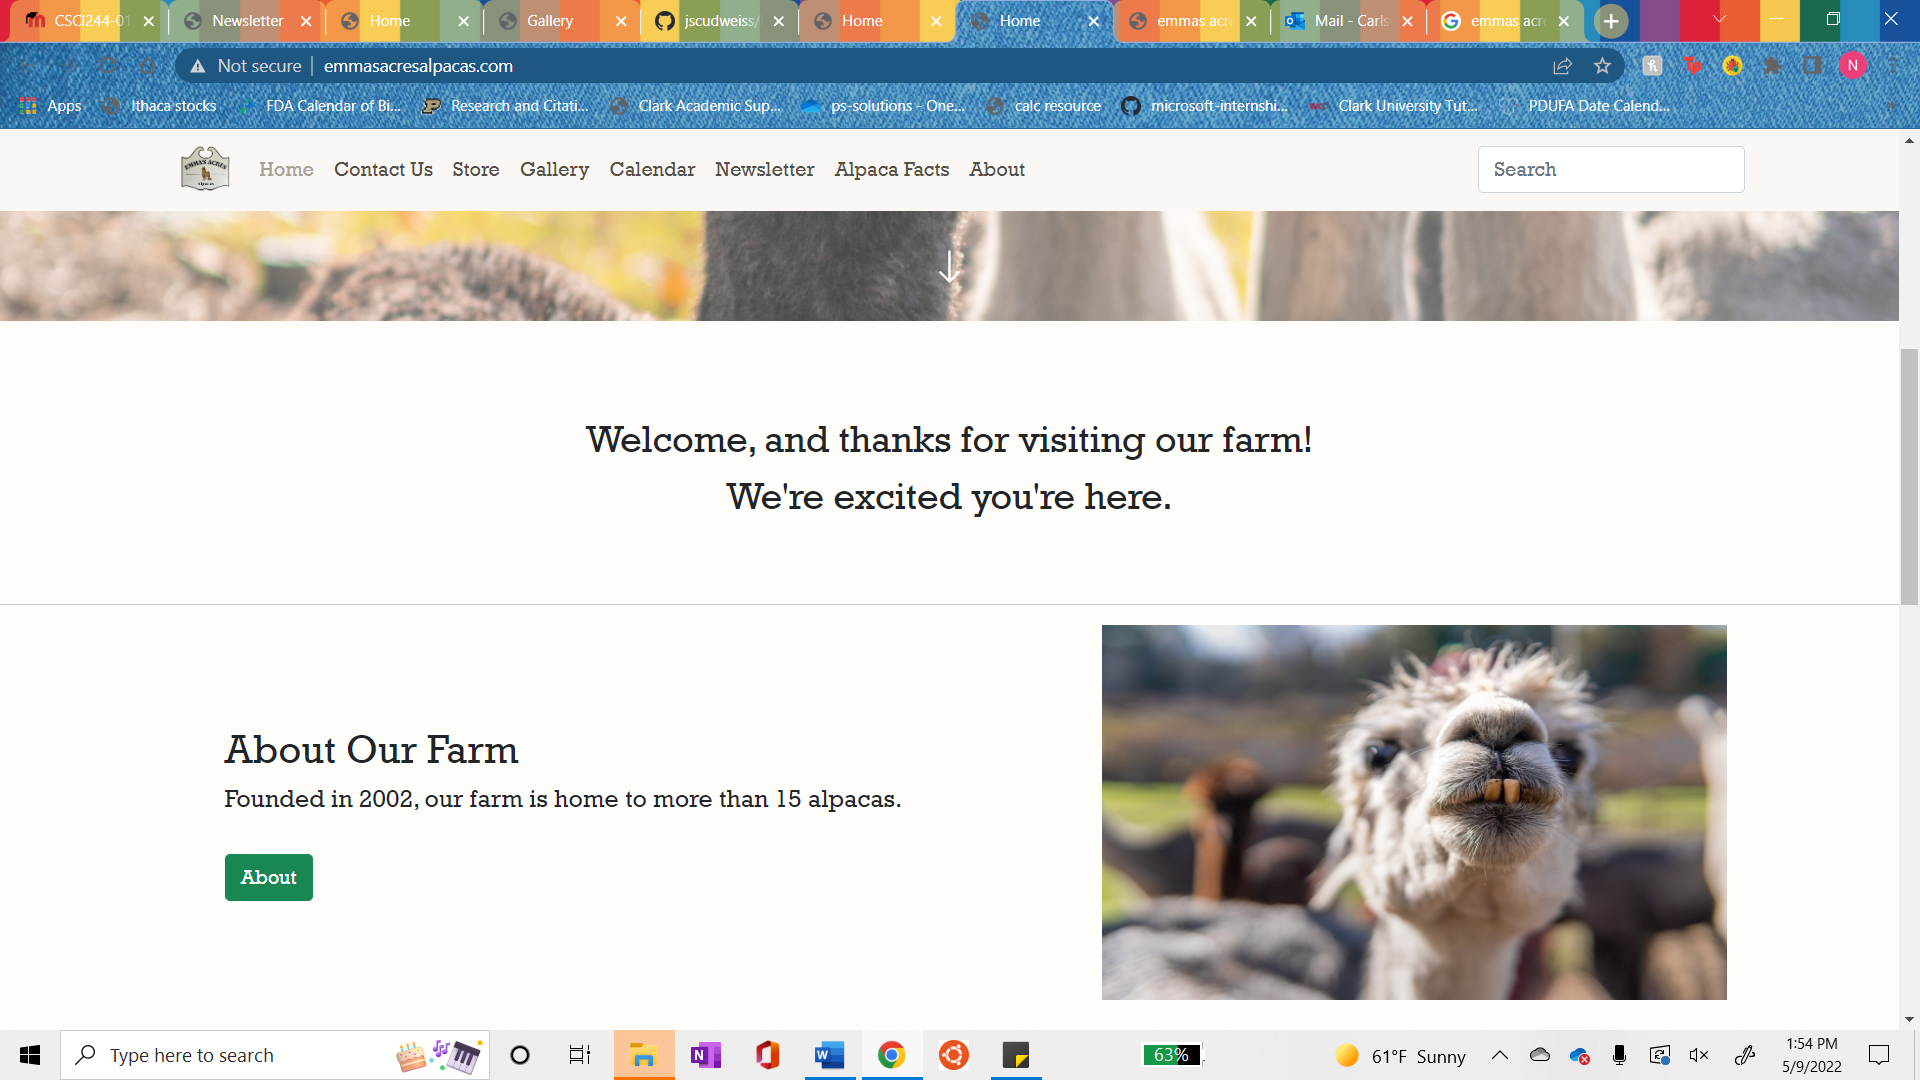 CSCI244-01
Newsletter
Home
Gallery
jscudweiss/
Home
Home
emmas acr
Mail - Carls
emmas acr
Not secure
emmasacresalpacas.com
N
Apps
Ithaca stocks
FDA Calendar of Bi...
Research and Citati...
Clark Academic Sup...
ps-solutions - One...
calc resource
microsoft-internshi...
Clark University Tut...
PDUFA Date Calend...
EMMA'S ACRES
Alpacas
Home
Contact Us
Store
Gallery
Calendar
Newsletter
Alpaca Facts
About
Search
Welcome, and thanks for visiting our farm!
We're excited you're here.
About Our Farm
Founded in 2002, our farm is home to more than 15 alpacas.
About
Type here to search
63%
61°F Sunny
1:54 PM
5/9/2022